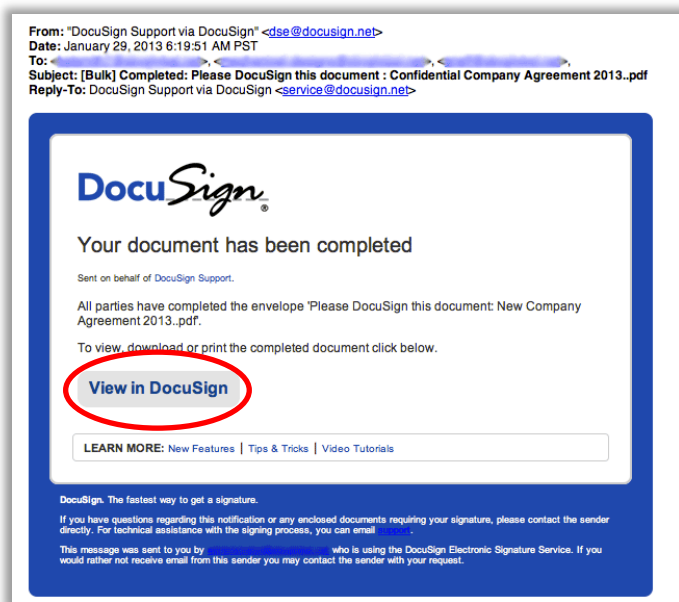 From: "DocuSign Support via DocuSign" <dse@docusign.net>
Date: January 29, 2013 6:19:51 AM PST
To: < >, < >, < >,
Subject: [Bulk] Completed: Please DocuSign this document : Confidential Company Agreement 2013..pdf
Reply-To: DocuSign Support via DocuSign <service@docusign.net>
DocuSign®
Your document has been completed
Sent on behalf of DocuSign Support.
All parties have completed the envelope 'Please DocuSign this document: New Company
Agreement 2013..pdf'.
To view, download or print the completed document click below.
View in DocuSign
LEARN MORE: New Features | Tips & Tricks | Video Tutorials
DocuSign. The fastest way to get a signature.
If you have questions regarding this notification or any enclosed documents requiring your signature, please contact the sender
directly. For technical assistance with the signing process, you can email support.
This message was sent to you by who is using the DocuSign Electronic Signature Service. If you
would rather not receive email from this sender you may contact the sender with your request.